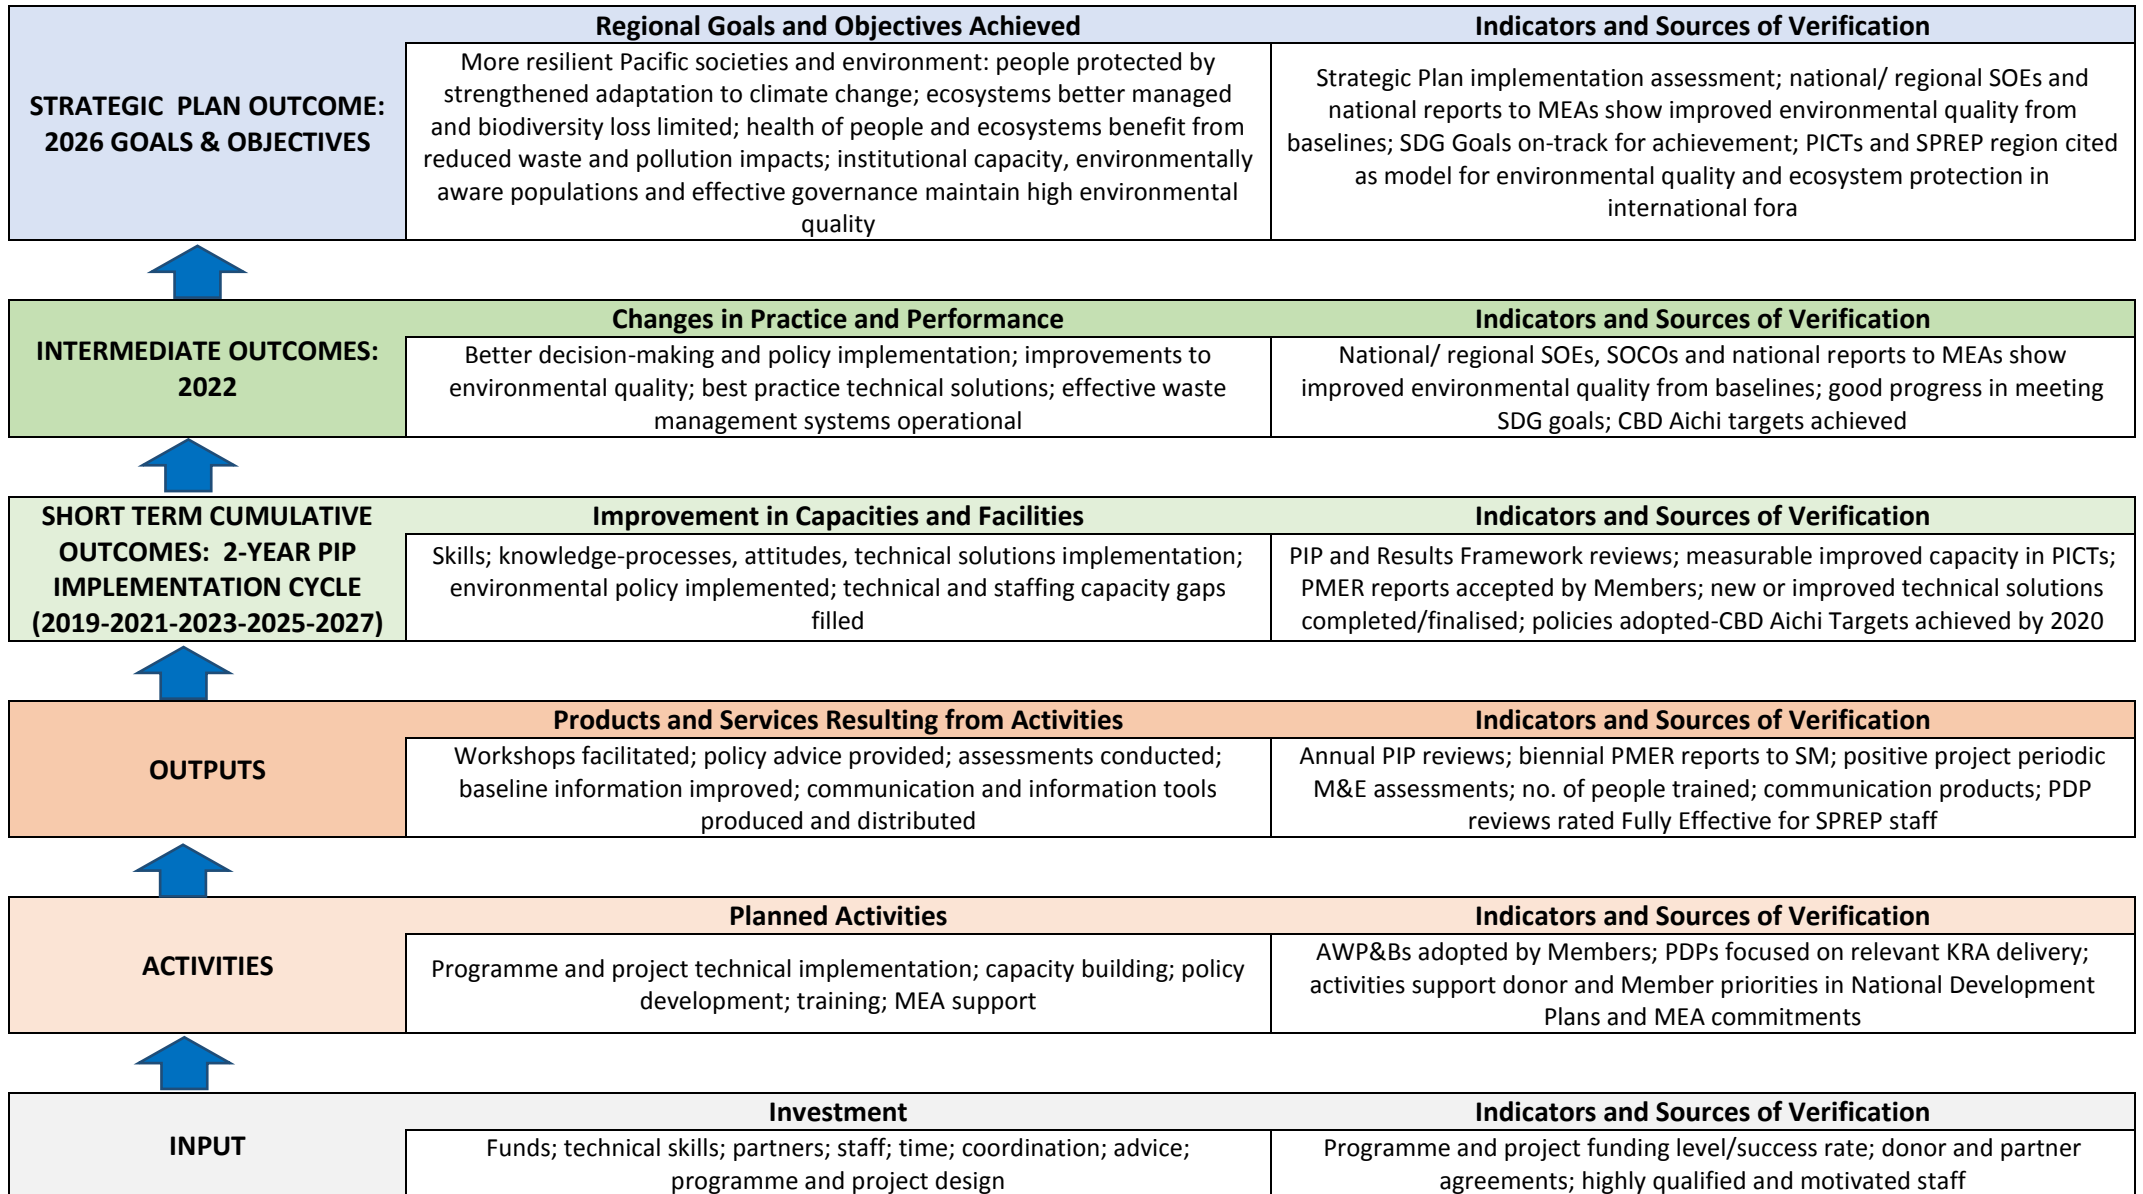 STRATEGIC PLAN OUTCOME:
2026 GOALS & OBJECTIVES
Regional Goals and Objectives Achieved
More resilient Pacific societies and environment: people protected by
strengthened adaptation to climate change; ecosystems better managed
and biodiversity loss limited; health of people and ecosystems benefit from
reduced waste and pollution impacts; institutional capacity, environmentally
aware populations and effective governance maintain high environmental
quality
Indicators and Sources of Verification
Strategic Plan implementation assessment; national/ regional SOEs and
national reports to MEAs show improved environmental quality from
baselines; SDG Goals on-track for achievement; PICTs and SPREP region cited
as model for environmental quality and ecosystem protection in
international fora
INTERMEDIATE OUTCOMES:
2022
Changes in Practice and Performance
Better decision-making and policy implementation; improvements to
environmental quality; best practice technical solutions; effective waste
management systems operational
Indicators and Sources of Verification
National/ regional SOEs, SOCOs and national reports to MEAs show
improved environmental quality from baselines; good progress in meeting
SDG goals; CBD Aichi targets achieved
SHORT TERM CUMULATIVE
OUTCOMES: 2-YEAR PIP
IMPLEMENTATION CYCLE
(2019-2021-2023-2025-2027)
Improvement in Capacities and Facilities
Skills; knowledge-processes, attitudes, technical solutions implementation;
environmental policy implemented; technical and staffing capacity gaps
filled
Indicators and Sources of Verification
PIP and Results Framework reviews; measurable improved capacity in PICTs;
PMER reports accepted by Members; new or improved technical solutions
completed/finalised; policies adopted-CBD Aichi Targets achieved by 2020
OUTPUTS
Products and Services Resulting from Activities
Workshops facilitated; policy advice provided; assessments conducted;
baseline information improved; communication and information tools
produced and distributed
Indicators and Sources of Verification
Annual PIP reviews; biennial PMER reports to SM; positive project periodic
M&E assessments; no. of people trained; communication products; PDP
reviews rated Fully Effective for SPREP staff
ACTIVITIES
Planned Activities
Programme and project technical implementation; capacity building; policy
development; training; MEA support
Indicators and Sources of Verification
AWP&Bs adopted by Members; PDPs focused on relevant KRA delivery;
activities support donor and Member priorities in National Development
Plans and MEA commitments
INPUT
Investment
Funds; technical skills; partners; staff; time; coordination; advice;
programme and project design
Indicators and Sources of Verification
Programme and project funding level/success rate; donor and partner
agreements; highly qualified and motivated staff